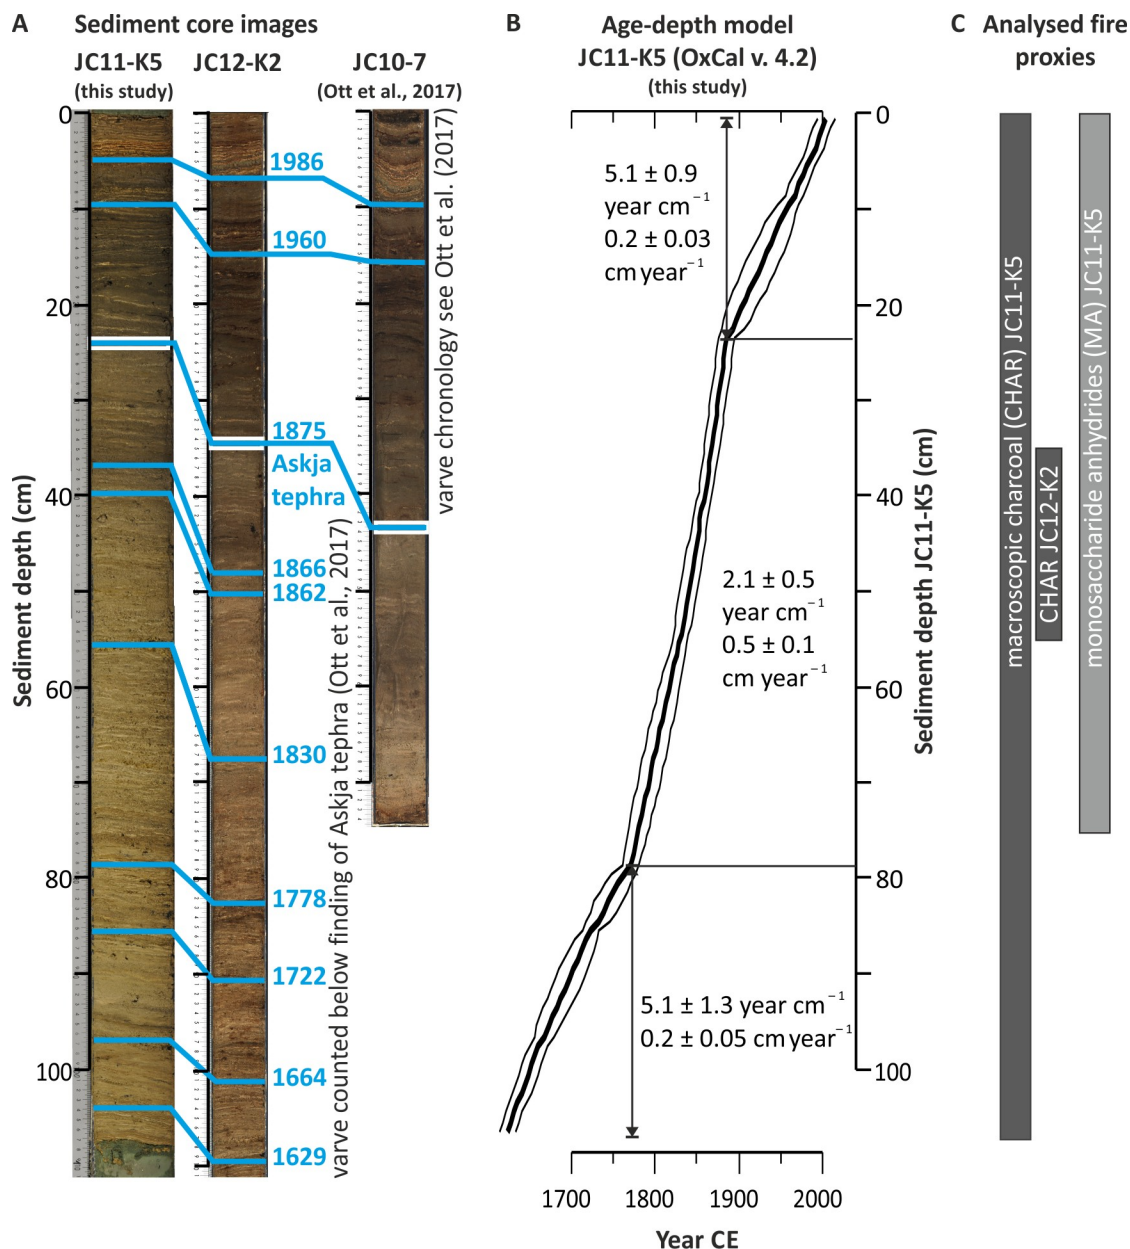 A
Sediment core images
JC11-K5
(this study)
JC12-K2
JC10-7
(Ott et al., 2017)
Sediment depth (cm)
0
20
40
60
80
100
1986
1960
1875
Askja
tephra
1866
1862
1830
1778
1722
1664
1629
varve chronology see Ott et al. (2017)
varve counted below finding of Askja tephra (Ott et al., 2017)
B
Age-depth model
JC11-K5 (OxCal v. 4.2)
(this study)
5.1 ± 0.9
year cm⁻¹
0.2 ± 0.03
cm year⁻¹
2.1 ± 0.5
year cm⁻¹
0.5 ± 0.1
cm year⁻¹
5.1 ± 1.3 year cm⁻¹
0.2 ± 0.05 cm year⁻¹
1700 1800 1900 2000
Year CE
0
20
40
60
80
100
Sediment depth JC11-K5 (cm)
C
Analysed fire
proxies
macroscopic charcoal (CHAR) JC11-K5
CHAR JC12-K2
monosaccharide anhydrides (MA) JC11-K5